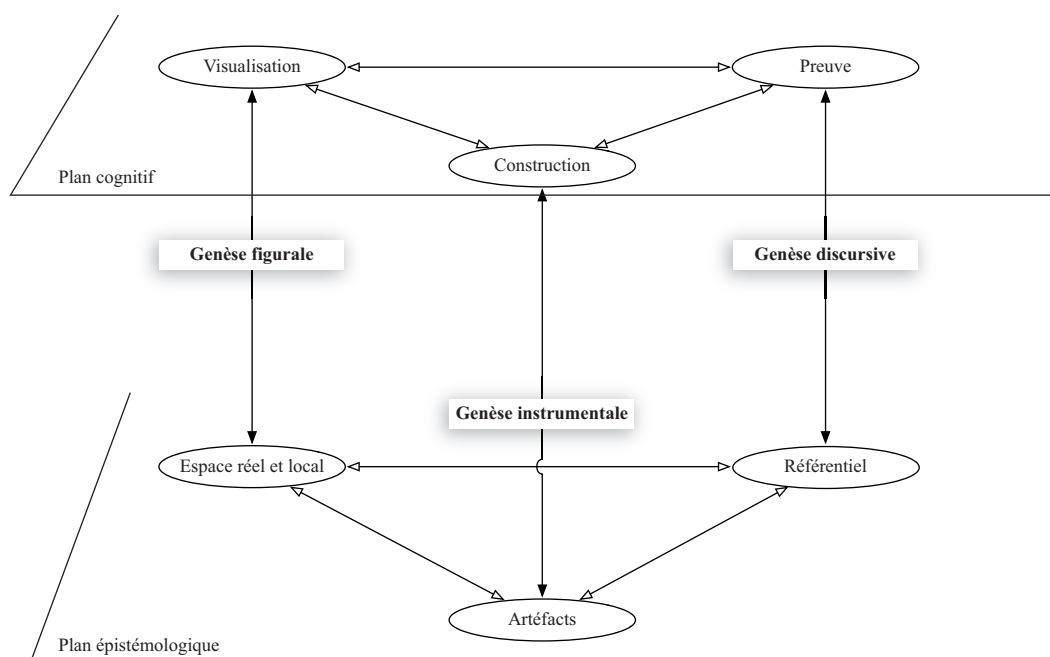 Visualisation
Preuve
Construction
Plan cognitif
Genèse figurale
Genèse discursive
Genèse instrumentale
Espace réel et local
Référentiel
Artéfacts
Plan épistémologique